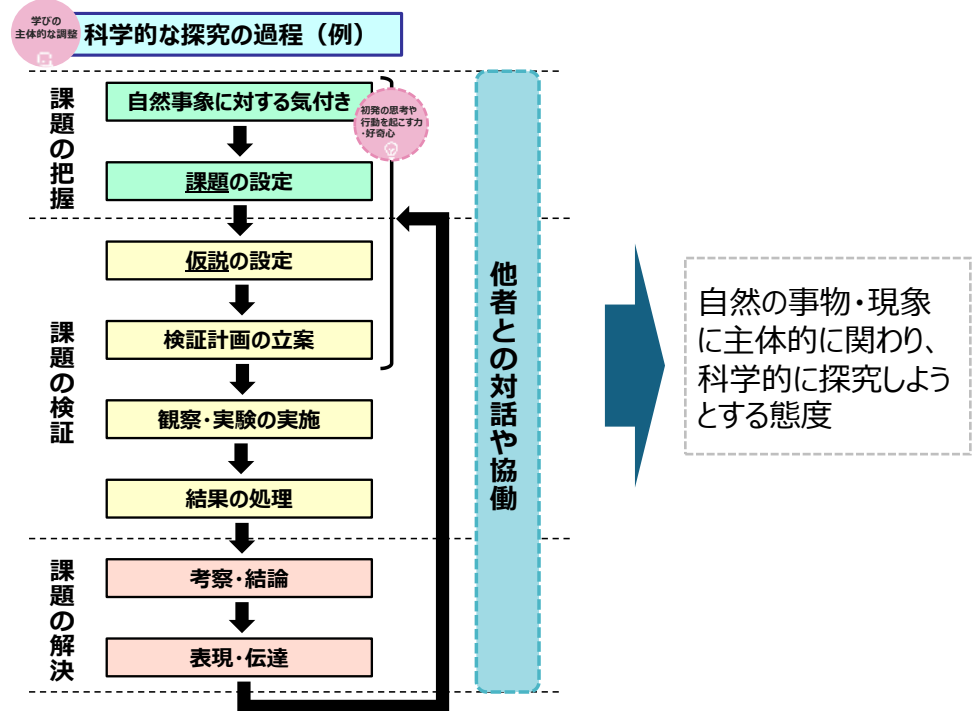 学びの
主体的な調整
科学的な探究の過程（例）
課題の把握
自然事象に対する気付き
初発の思考や
行動を起こす力
・好奇心
課題の設定
課題の検証
仮説の設定
検証計画の立案
観察・実験の実施
結果の処理
課題の解決
考察・結論
表現・伝達
他者との対話や協働
自然の事物・現象
に主体的に関わり、
科学的に探究しよう
とする態度